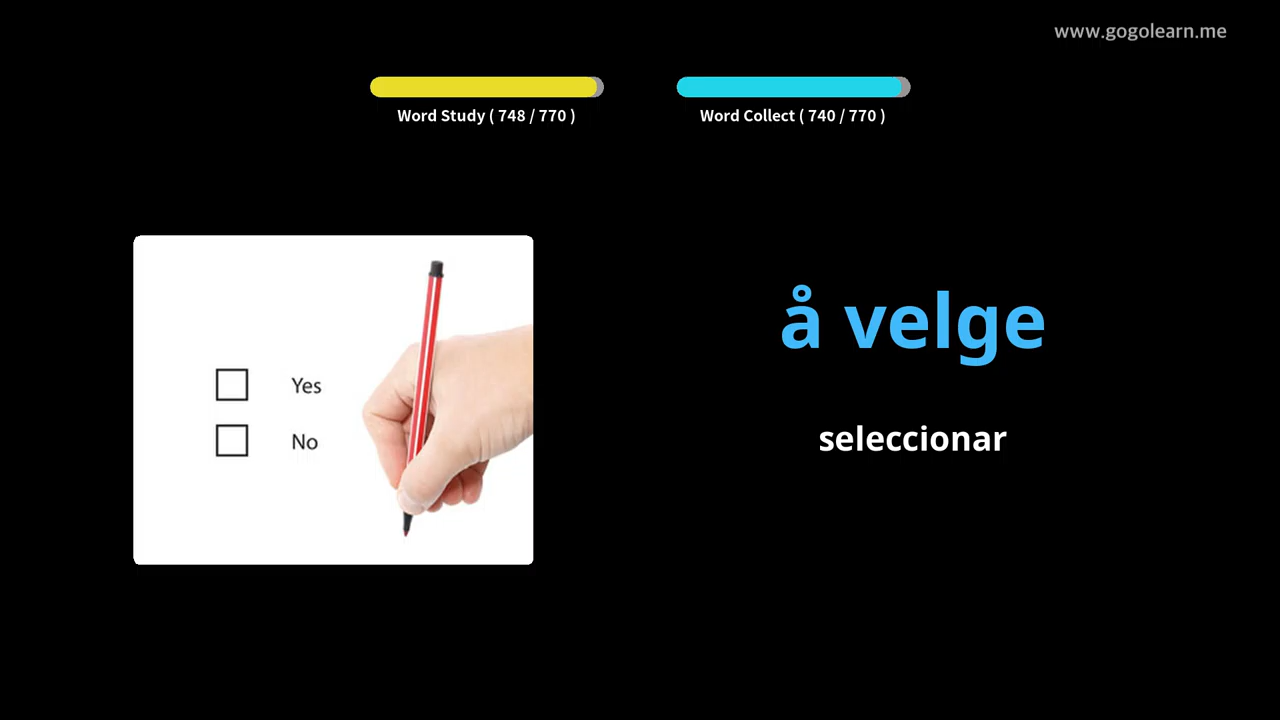 www.gogolearn.me
Word Study ( 748 / 770 )
Word Collect ( 740 / 770 )
å velge
seleccionar
Yes
No